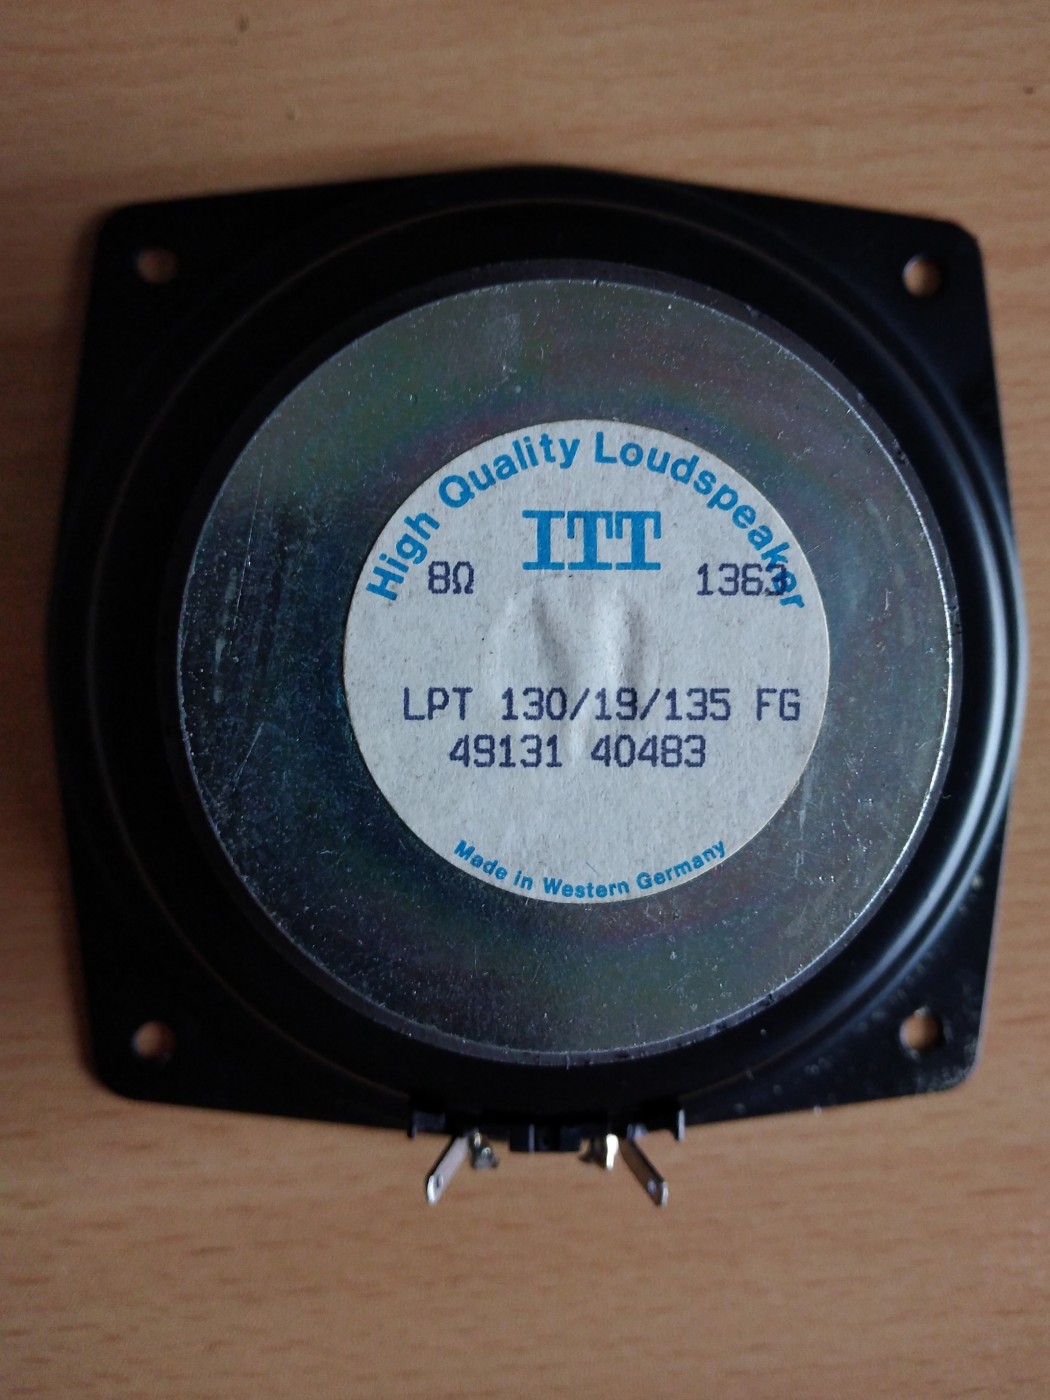 High Quality Loudspeaker
ITT
8Ω 1363
LPT 130/19/135 FG
49131 40483
Made in Western Germany